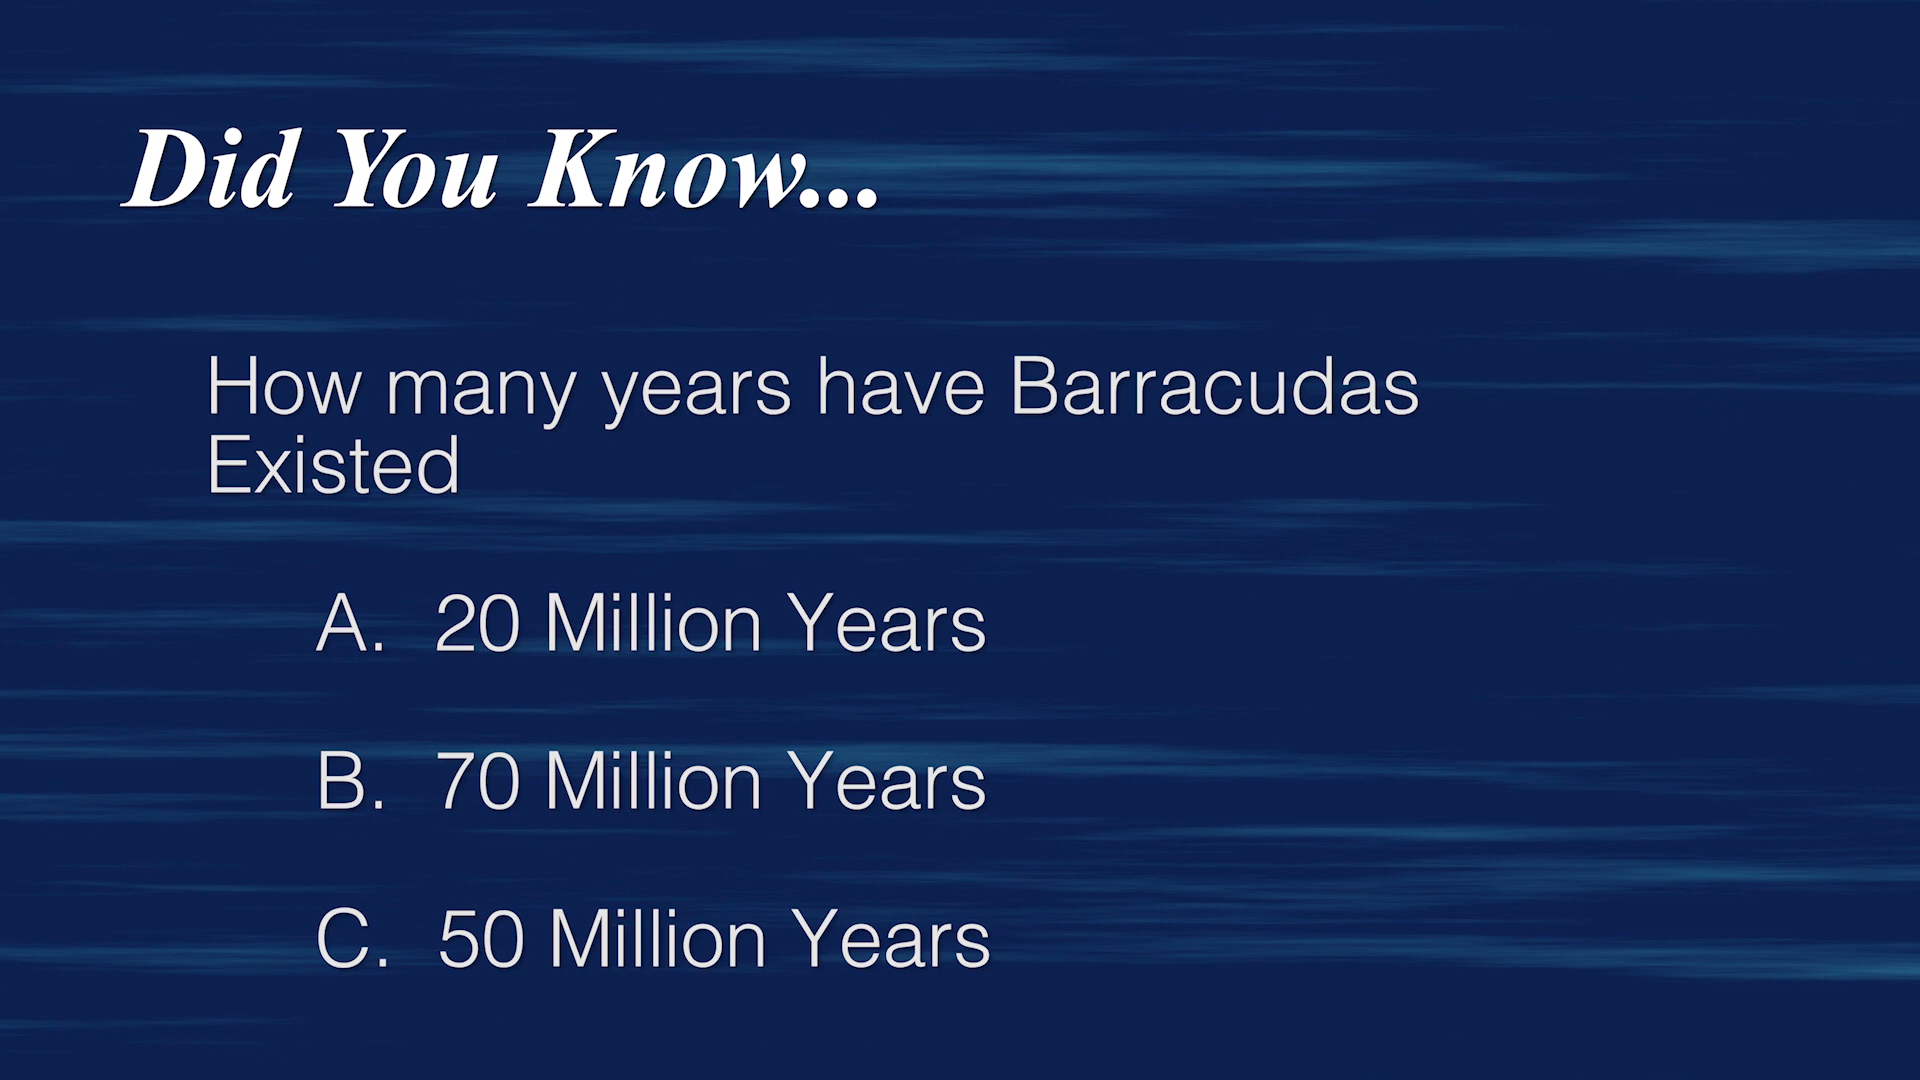 Did You Know...
How many years have Barracudas
Existed
A. 20 Million Years
B. 70 Million Years
C. 50 Million Years